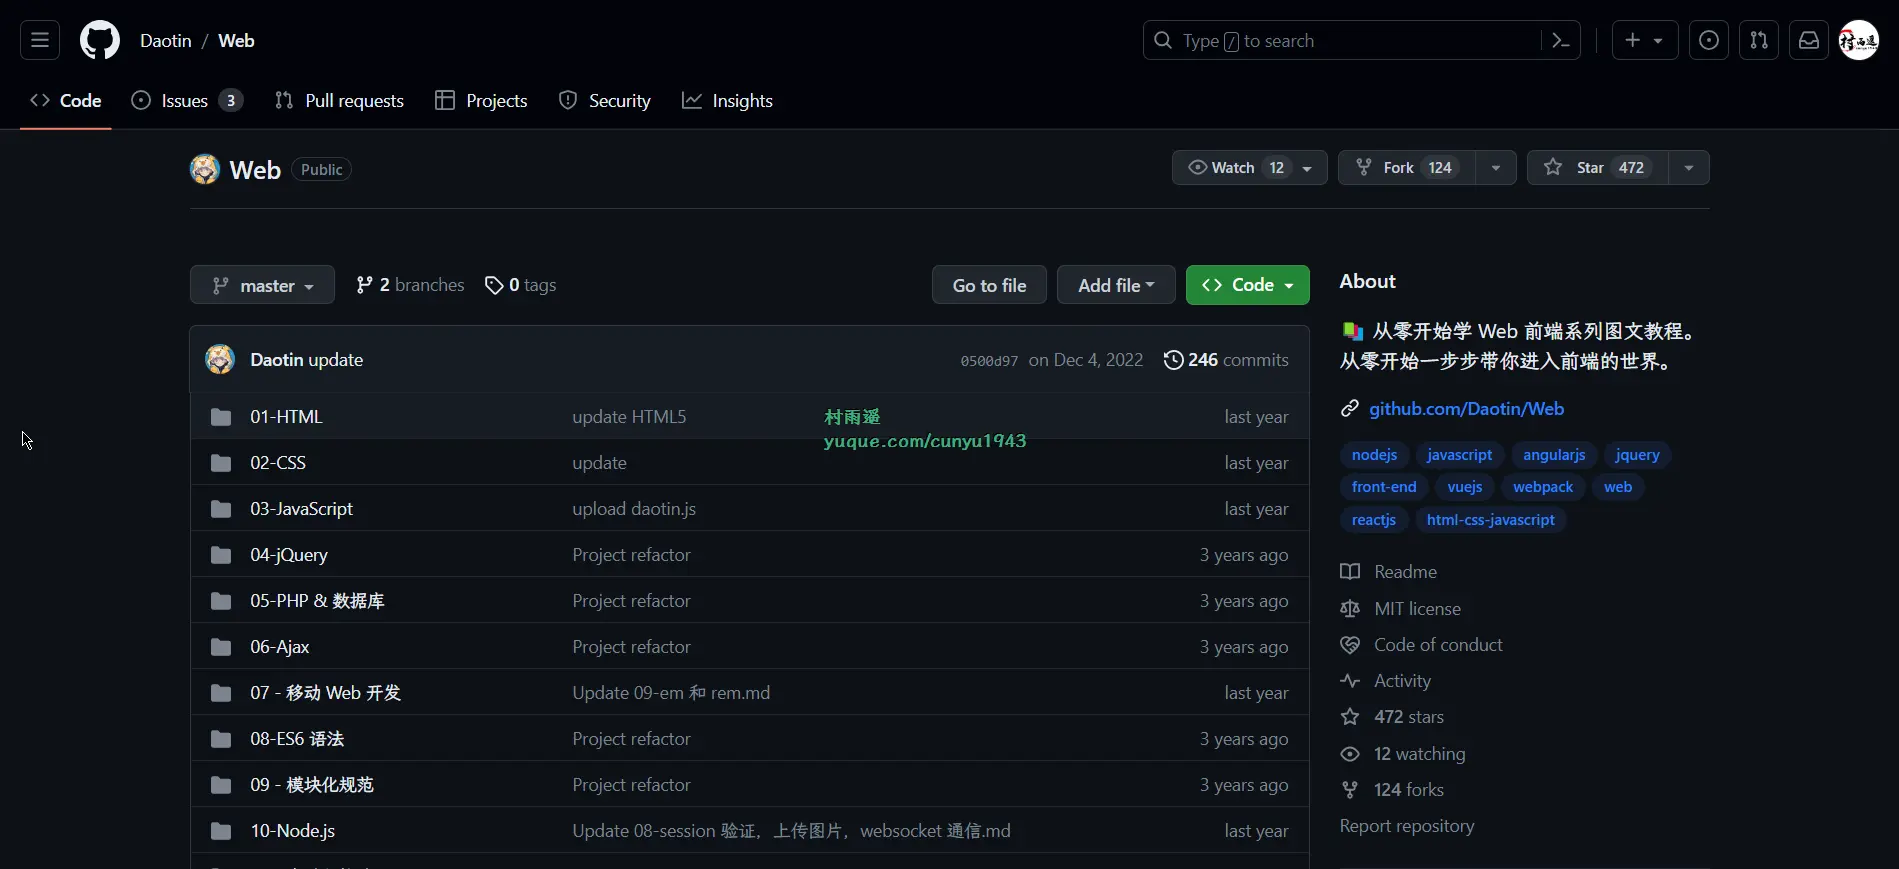 Daotin / Web
Type / to search
Code Issues 3 Pull requests Projects Security Insights
Web Public
Watch 12 Fork 124 Star 472
master 2 branches 0 tags Go to file Add file Code
Daotin update 0500d97 on Dec 4, 2022 246 commits
01-HTML update HTML5 last year
村雨遥
yuque.com/cunyu1943
02-CSS update last year
03-JavaScript upload daotin.js last year
04-jQuery Project refactor 3 years ago
05-PHP & 数据库 Project refactor 3 years ago
06-Ajax Project refactor 3 years ago
07 - 移动 Web 开发 Update 09-em 和 rem.md last year
08-ES6 语法 Project refactor 3 years ago
09 - 模块化规范 Project refactor 3 years ago
10-Node.js Update 08-session 验证，上传图片，websocket 通信.md last year
About
从零开始学 Web 前端系列图文教程。
从零开始一步步带你进入前端的世界。
github.com/Daotin/Web
nodejs javascript angularjs jquery
front-end vuejs webpack web
reactjs html-css-javascript
Readme
MIT license
Code of conduct
Activity
472 stars
12 watching
124 forks
Report repository